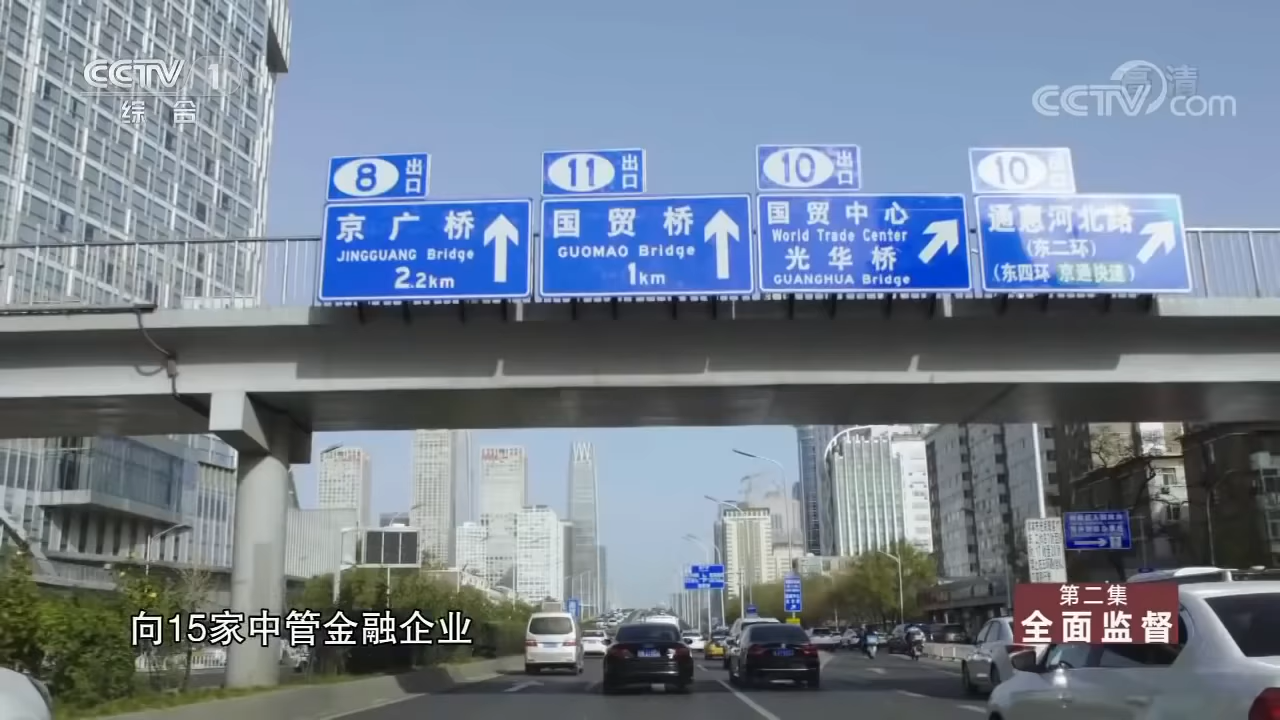 CCTV 1
综合
高清
CCTV.com
8 出口
京广桥
JINGGUANG Bridge
2.2km
11 出口
国贸桥
GUOMAO Bridge
1km
10 出口
国贸中心
World Trade Center
光华桥
GUANGHUA Bridge
10 出口
通惠河北路
(东二环)
(东四环 京通快速)
第二集
全面监督
向15家中管金融企业